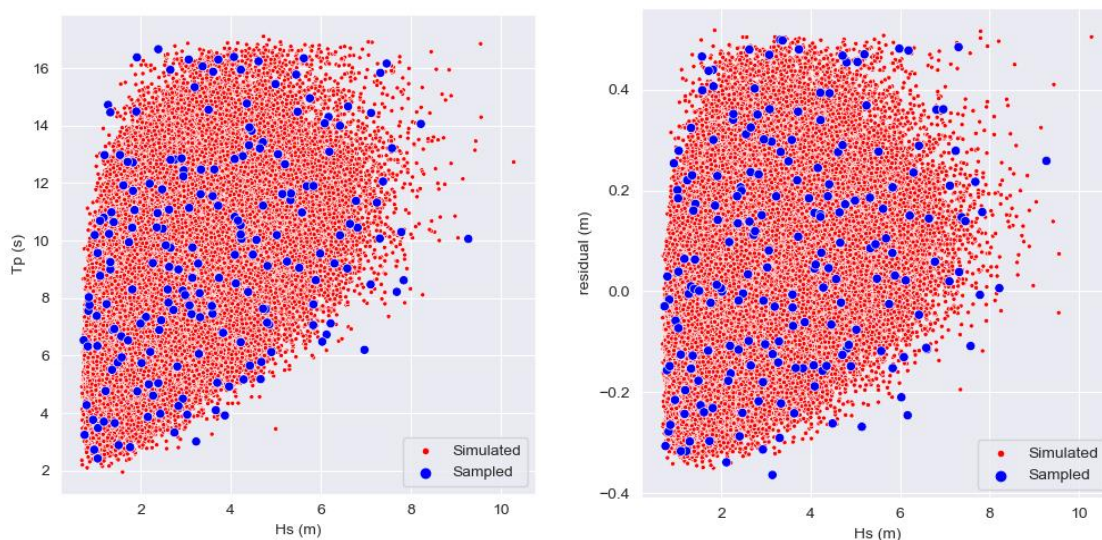 16
14
12
10
8
6
4
2
Tp (s)
2 4 6 8 10
Hs (m)
Simulated
Sampled
0.4
0.2
0.0
−0.2
−0.4
residual (m)
2 4 6 8 10
Hs (m)
Simulated
Sampled